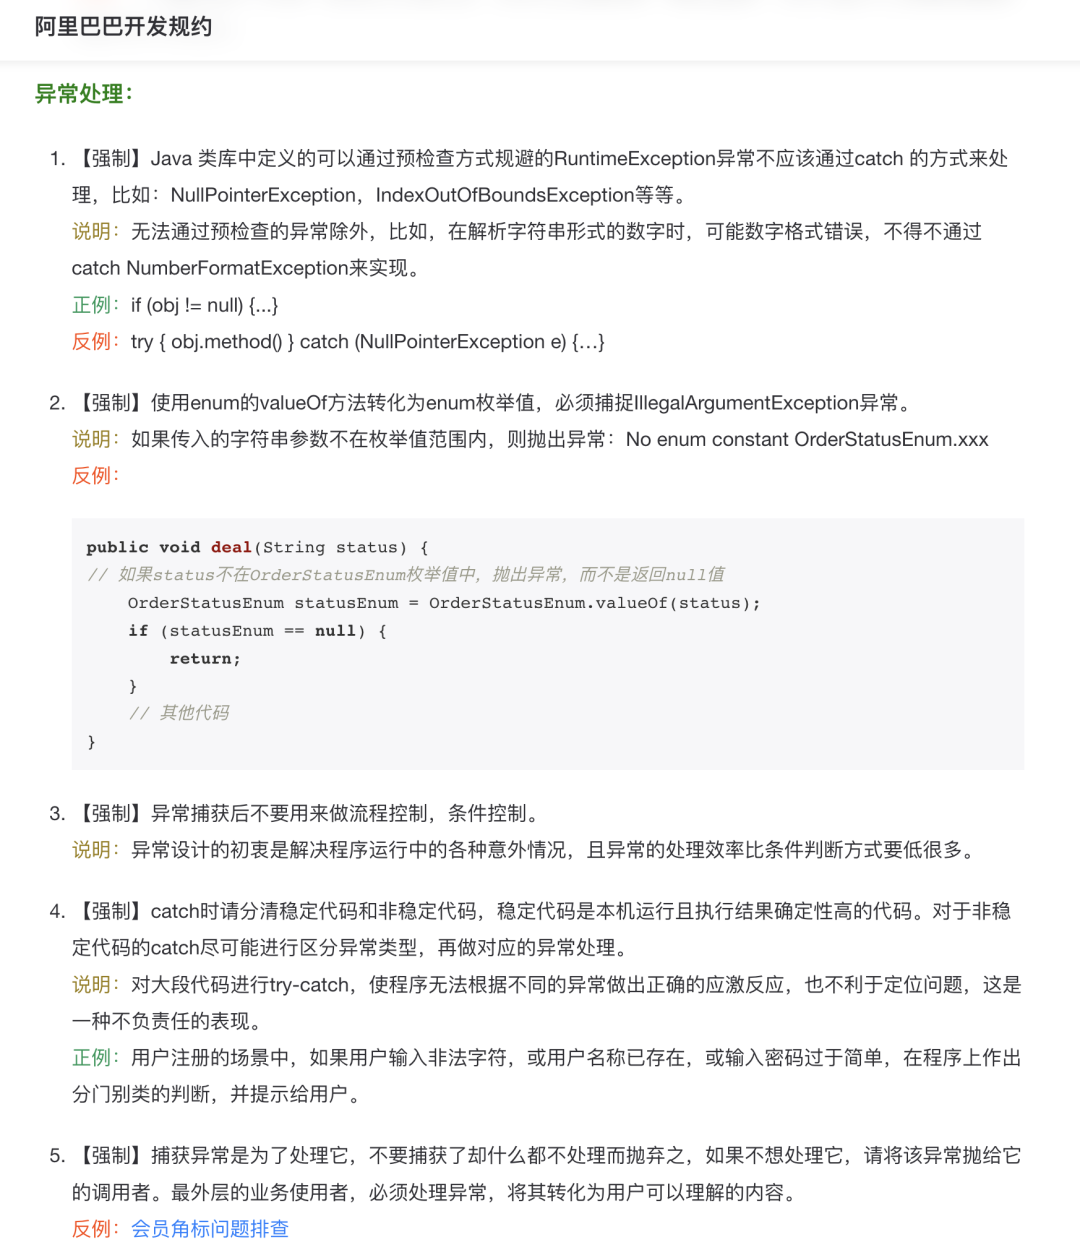 阿里巴巴开发规约
异常处理：
1. 【强制】Java 类库中定义的可以通过预检查方式规避的RuntimeException异常不应该通过catch 的方式来处
理，比如：NullPointerException，IndexOutOfBoundsException等等。
说明：无法通过预检查的异常除外，比如，在解析字符串形式的数字时，可能数字格式错误，不得不通过
catch NumberFormatException来实现。
正例：if (obj != null) {...}
反例：try { obj.method() } catch (NullPointerException e) {…}
2. 【强制】使用enum的valueOf方法转化为enum枚举值，必须捕捉IllegalArgumentException异常。
说明：如果传入的字符串参数不在枚举值范围内，则抛出异常：No enum constant OrderStatusEnum.xxx
反例：
public void deal(String status) {
// 如果status不在OrderStatusEnum枚举值中，抛出异常，而不是返回null值
    OrderStatusEnum statusEnum = OrderStatusEnum.valueOf(status);
    if (statusEnum == null) {
        return;
    }
    // 其他代码
}
3. 【强制】异常捕获后不要用来做流程控制，条件控制。
说明：异常设计的初衷是解决程序运行中的各种意外情况，且异常的处理效率比条件判断方式要低很多。
4. 【强制】catch时请分清稳定代码和非稳定代码，稳定代码是本机运行且执行结果确定性高的代码。对于非稳
定代码的catch尽可能进行区分异常类型，再做对应的异常处理。
说明：对大段代码进行try-catch，使程序无法根据不同的异常做出正确的应激反应，也不利于定位问题，这是
一种不负责任的表现。
正例：用户注册的场景中，如果用户输入非法字符，或用户名称已存在，或输入密码过于简单，在程序上作出
分门别类的判断，并提示给用户。
5. 【强制】捕获异常是为了处理它，不要捕获了却什么都不处理而抛弃之，如果不想处理它，请将该异常抛给它
的调用者。最外层的业务使用者，必须处理异常，将其转化为用户可以理解的内容。
反例：会员角标问题排查